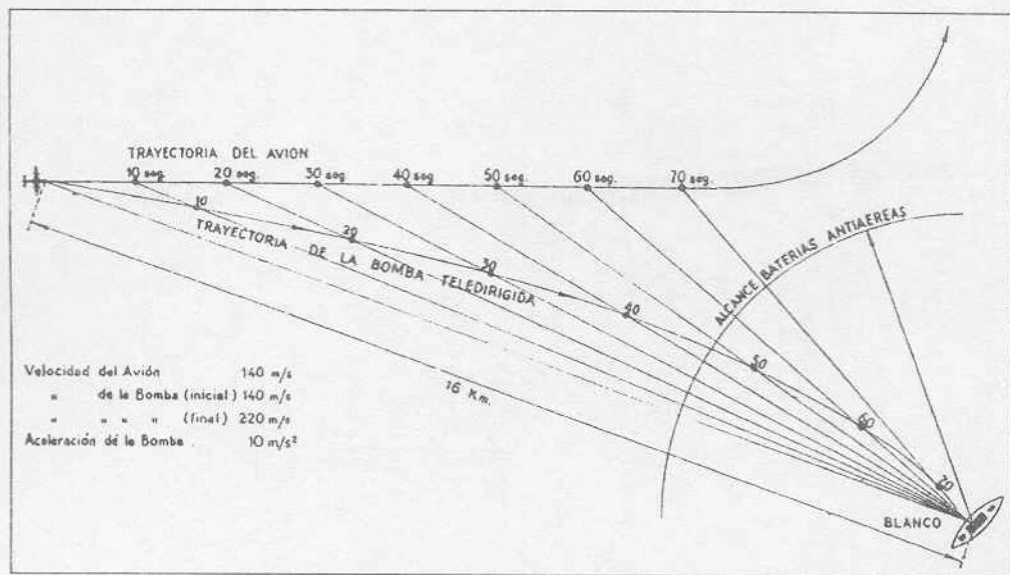 TRAYECTORIA DEL AVION
10 seg.
20 seg.
30 seg.
40 seg.
50 seg.
60 seg.
70 seg.
10
20
30
40
50
60
70
TRAYECTORIA DE LA BOMBA TELEDIRIGIDA
ALCANCE BATERIAS ANTIAEREAS
16 Km.
BLANCO
Velocidad del Avión 140 m/s
" de la Bomba (inicial) 140 m/s
" " " " (final) 220 m/s
Aceleración de la Bomba . 10 m/s²